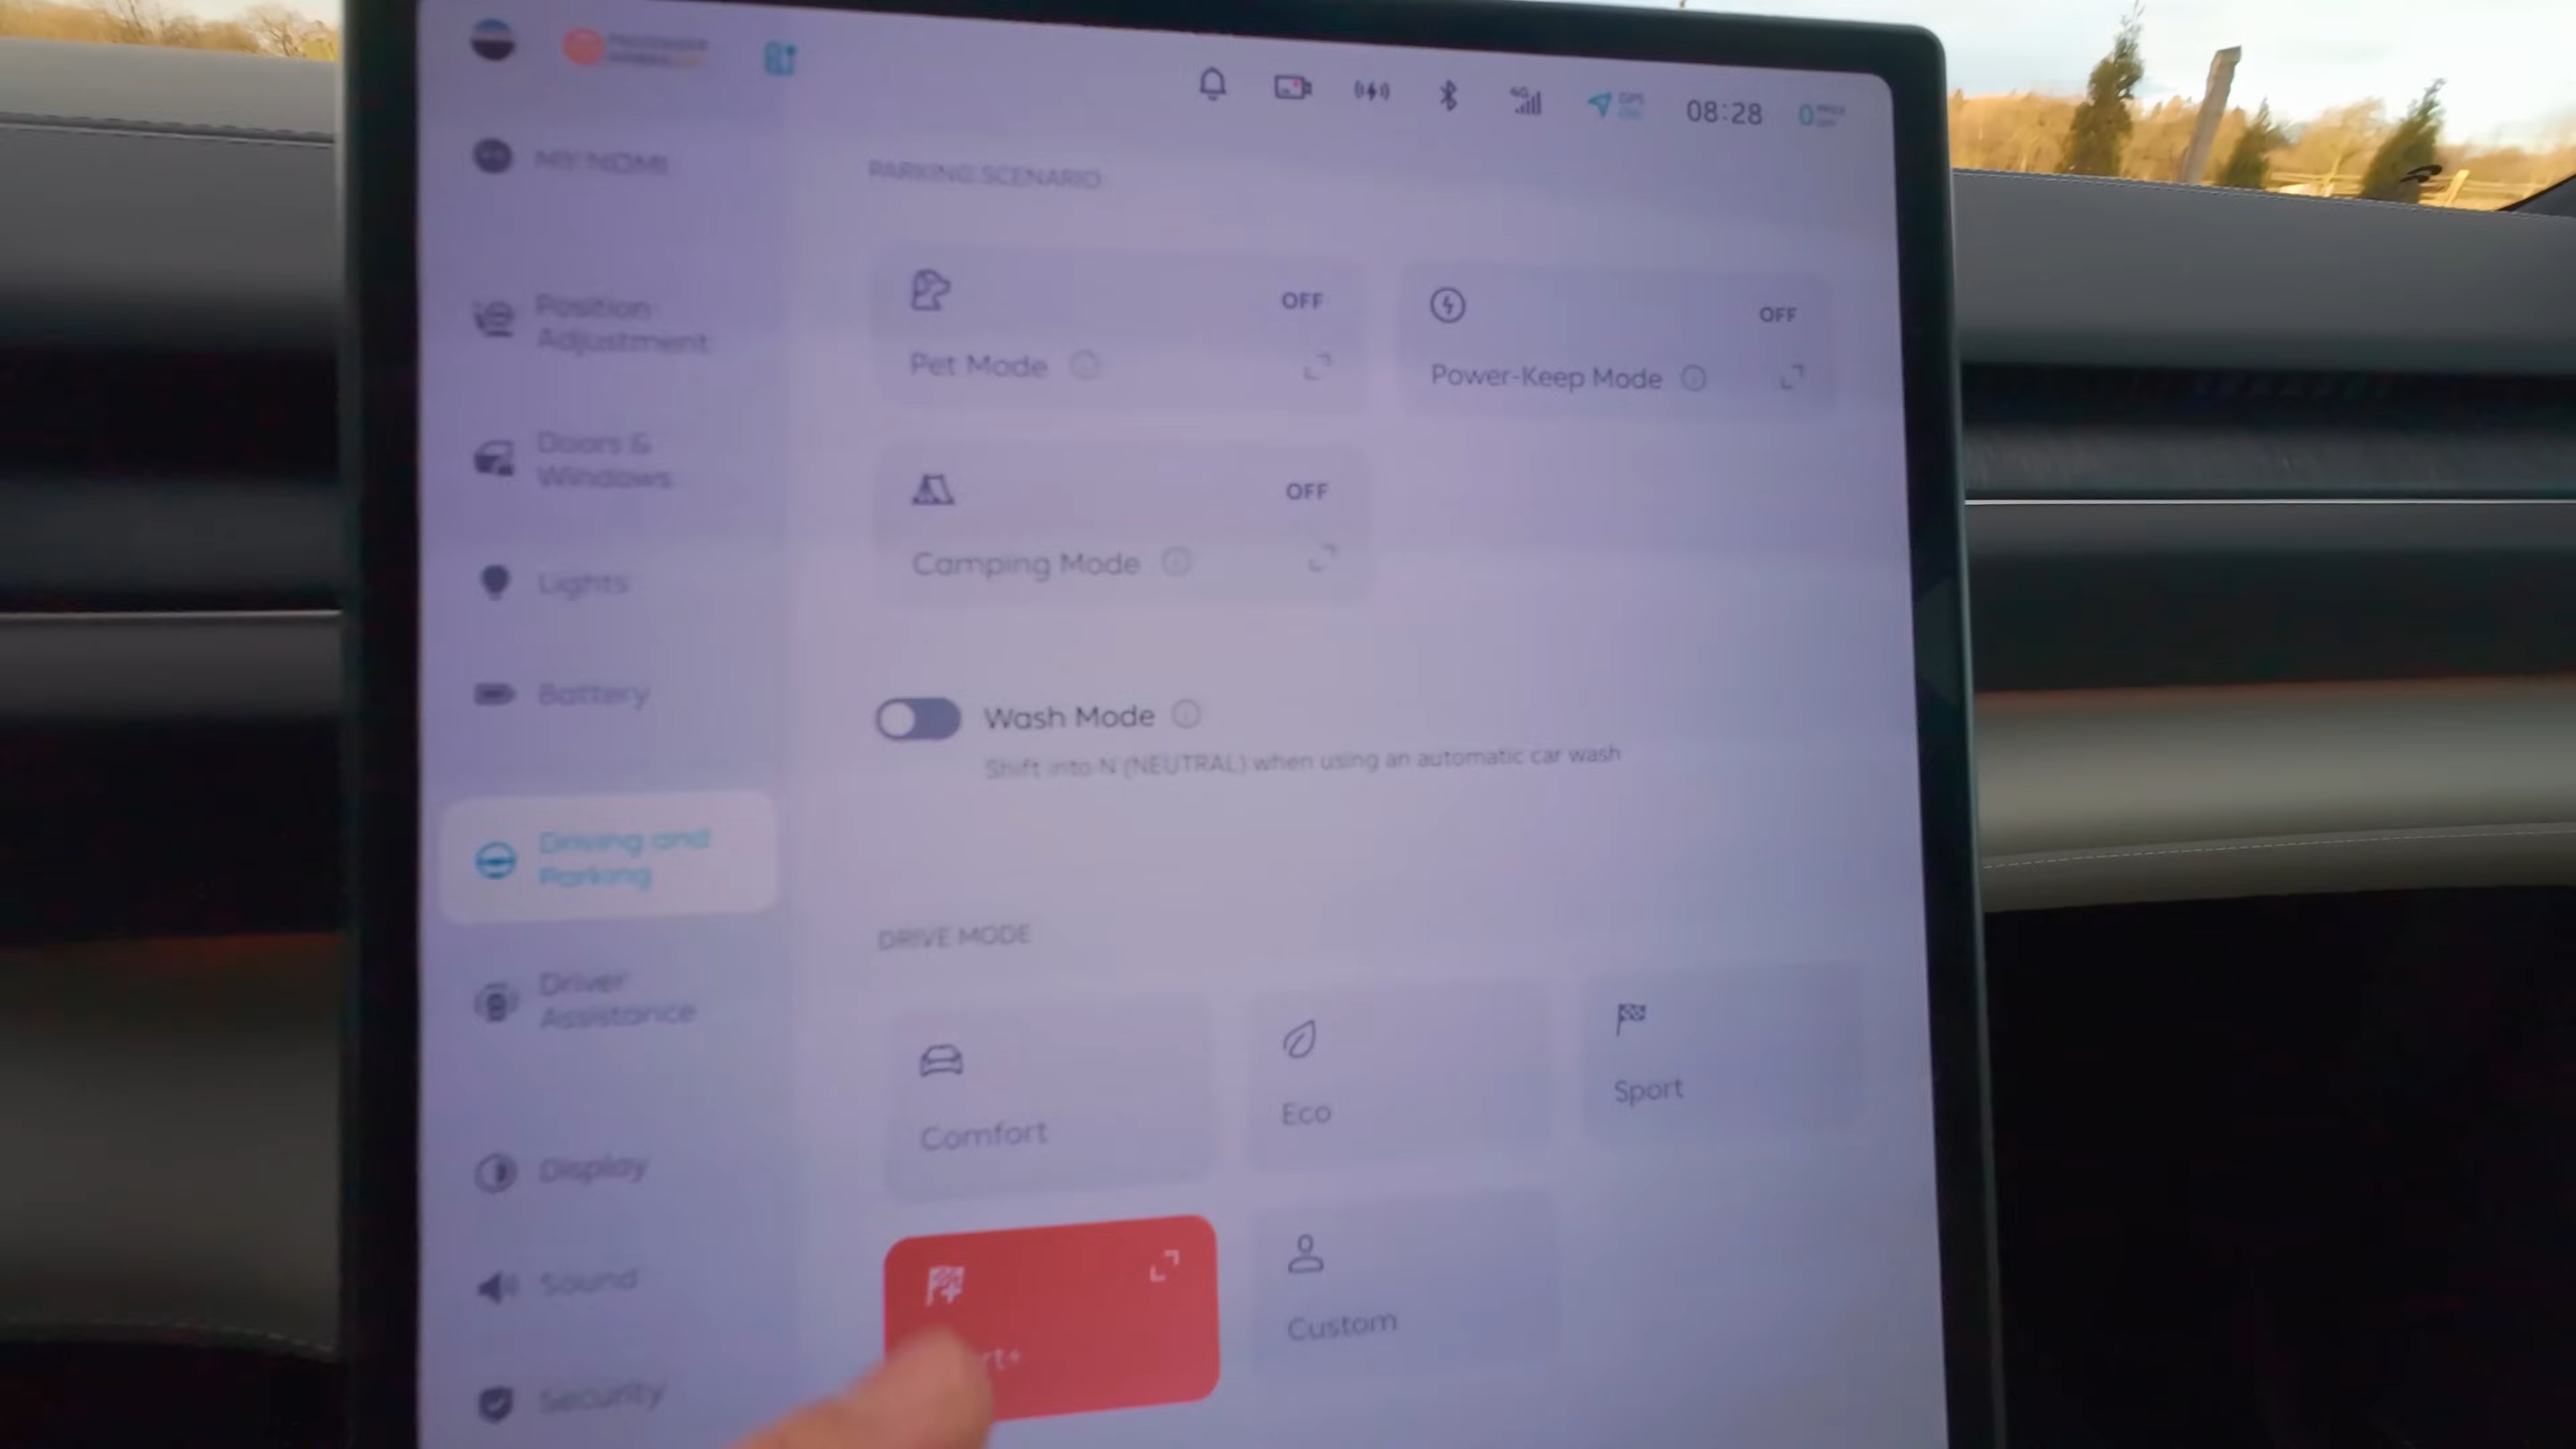 08:28
MY NOMI
Position
Adjustment
Doors &
Windows
Lights
Battery
Driving and
Parking
Driver
Assistance
Display
Sound
Security
PARKING SCENARIO
OFF
Pet Mode
OFF
Power-Keep Mode
OFF
Camping Mode
Wash Mode
Shift into N (NEUTRAL) when using an automatic car wash
DRIVE MODE
Comfort
Eco
Sport
rt+
Custom